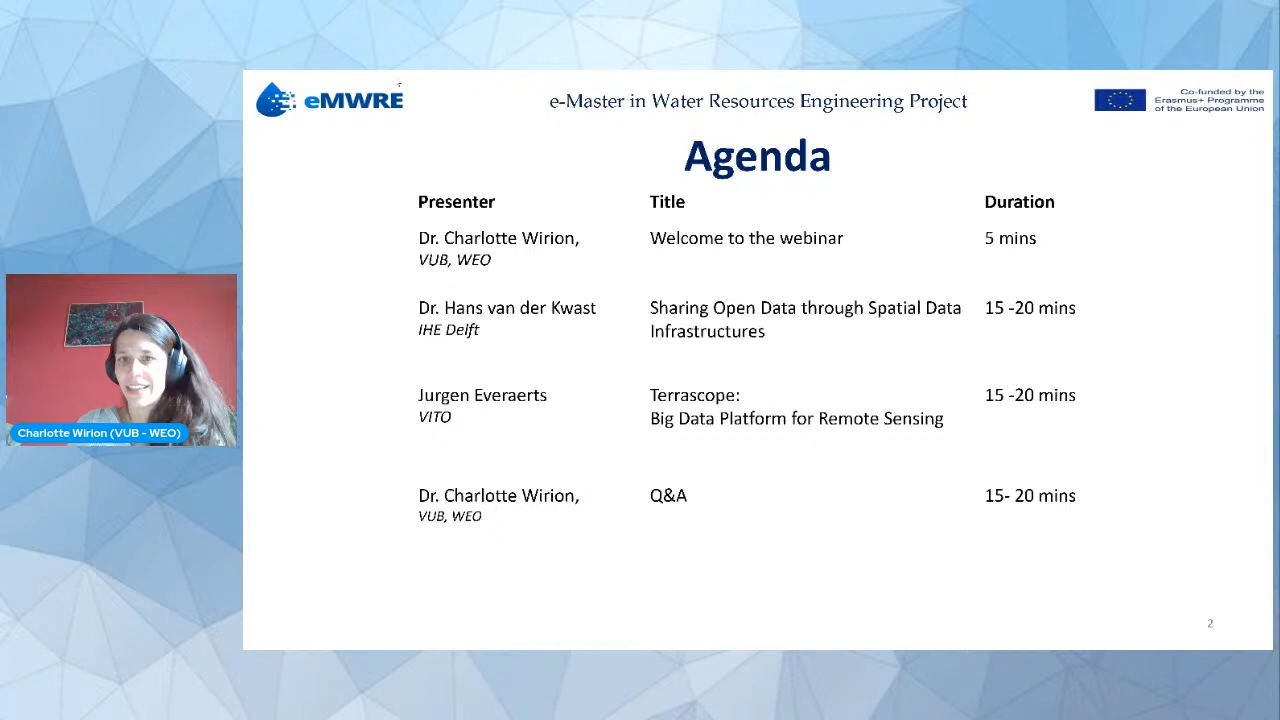 eMWRE
e-Master in Water Resources Engineering Project
Co-funded by the
Erasmus+ Programme
of the European Union
Agenda
Presenter Title Duration
Dr. Charlotte Wirion, Welcome to the webinar 5 mins
VUB, WEO
Dr. Hans van der Kwast Sharing Open Data through Spatial Data 15 -20 mins
IHE Delft Infrastructures
Jurgen Everaerts Terrascope: 15 -20 mins
VITO Big Data Platform for Remote Sensing
Charlotte Wirion (VUB - WEO)
Dr. Charlotte Wirion, Q&A 15- 20 mins
VUB, WEO
2